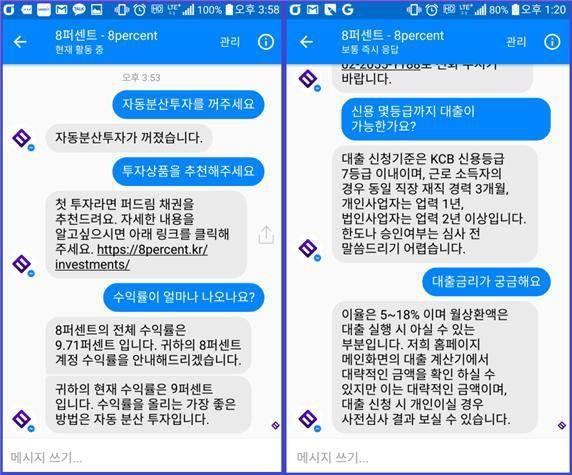 100% 오후 3:58
8퍼센트 - 8percent
현재 활동 중
관리
오후 3:53
자동분산투자를 꺼주세요
자동분산투자가 꺼졌습니다.
투자상품을 추천해주세요
첫 투자라면 퍼드림 채권을
추천드려요. 자세한 내용을
알고싶으시면 아래 링크를 클릭해
주세요. https://8percent.kr/
investments/
수익률이 얼마나 나오나요?
8퍼센트의 전체 수익률은
9.71퍼센트 입니다. 귀하의 8퍼센트
계정 수익률을 안내해드리겠습니다.
귀하의 현재 수익률은 9퍼센트
입니다. 수익률을 올리는 가장 좋은
방법은 자동 분산 투자입니다.
메시지 쓰기...
80% 오후 1:20
8퍼센트 - 8percent
보통 즉시 응답
관리
바랍니다.
신용 몇등급까지 대출이
가능한가요?
대출 신청기준은 KCB 신용등급
7등급 이내이며, 근로 소득자의
경우 동일 직장 재직 경력 3개월,
개인사업자는 업력 1년,
법인사업자는 업력 2년 이상입니다.
한도나 승인여부는 심사 전
말씀드리기 어렵습니다.
대출금리가 궁금해요
이율은 5~18% 이며 월상환액은
대출 실행 시 아실 수 있는
부분입니다. 저희 홈페이지
메인화면의 대출 계산기에서
대략적인 금액을 확인 하실 수
있지만 이는 대략적인 금액이며,
대출 신청 시 개인이실 경우
사전심사 결과 보실 수 있습니다.
메시지 쓰기...